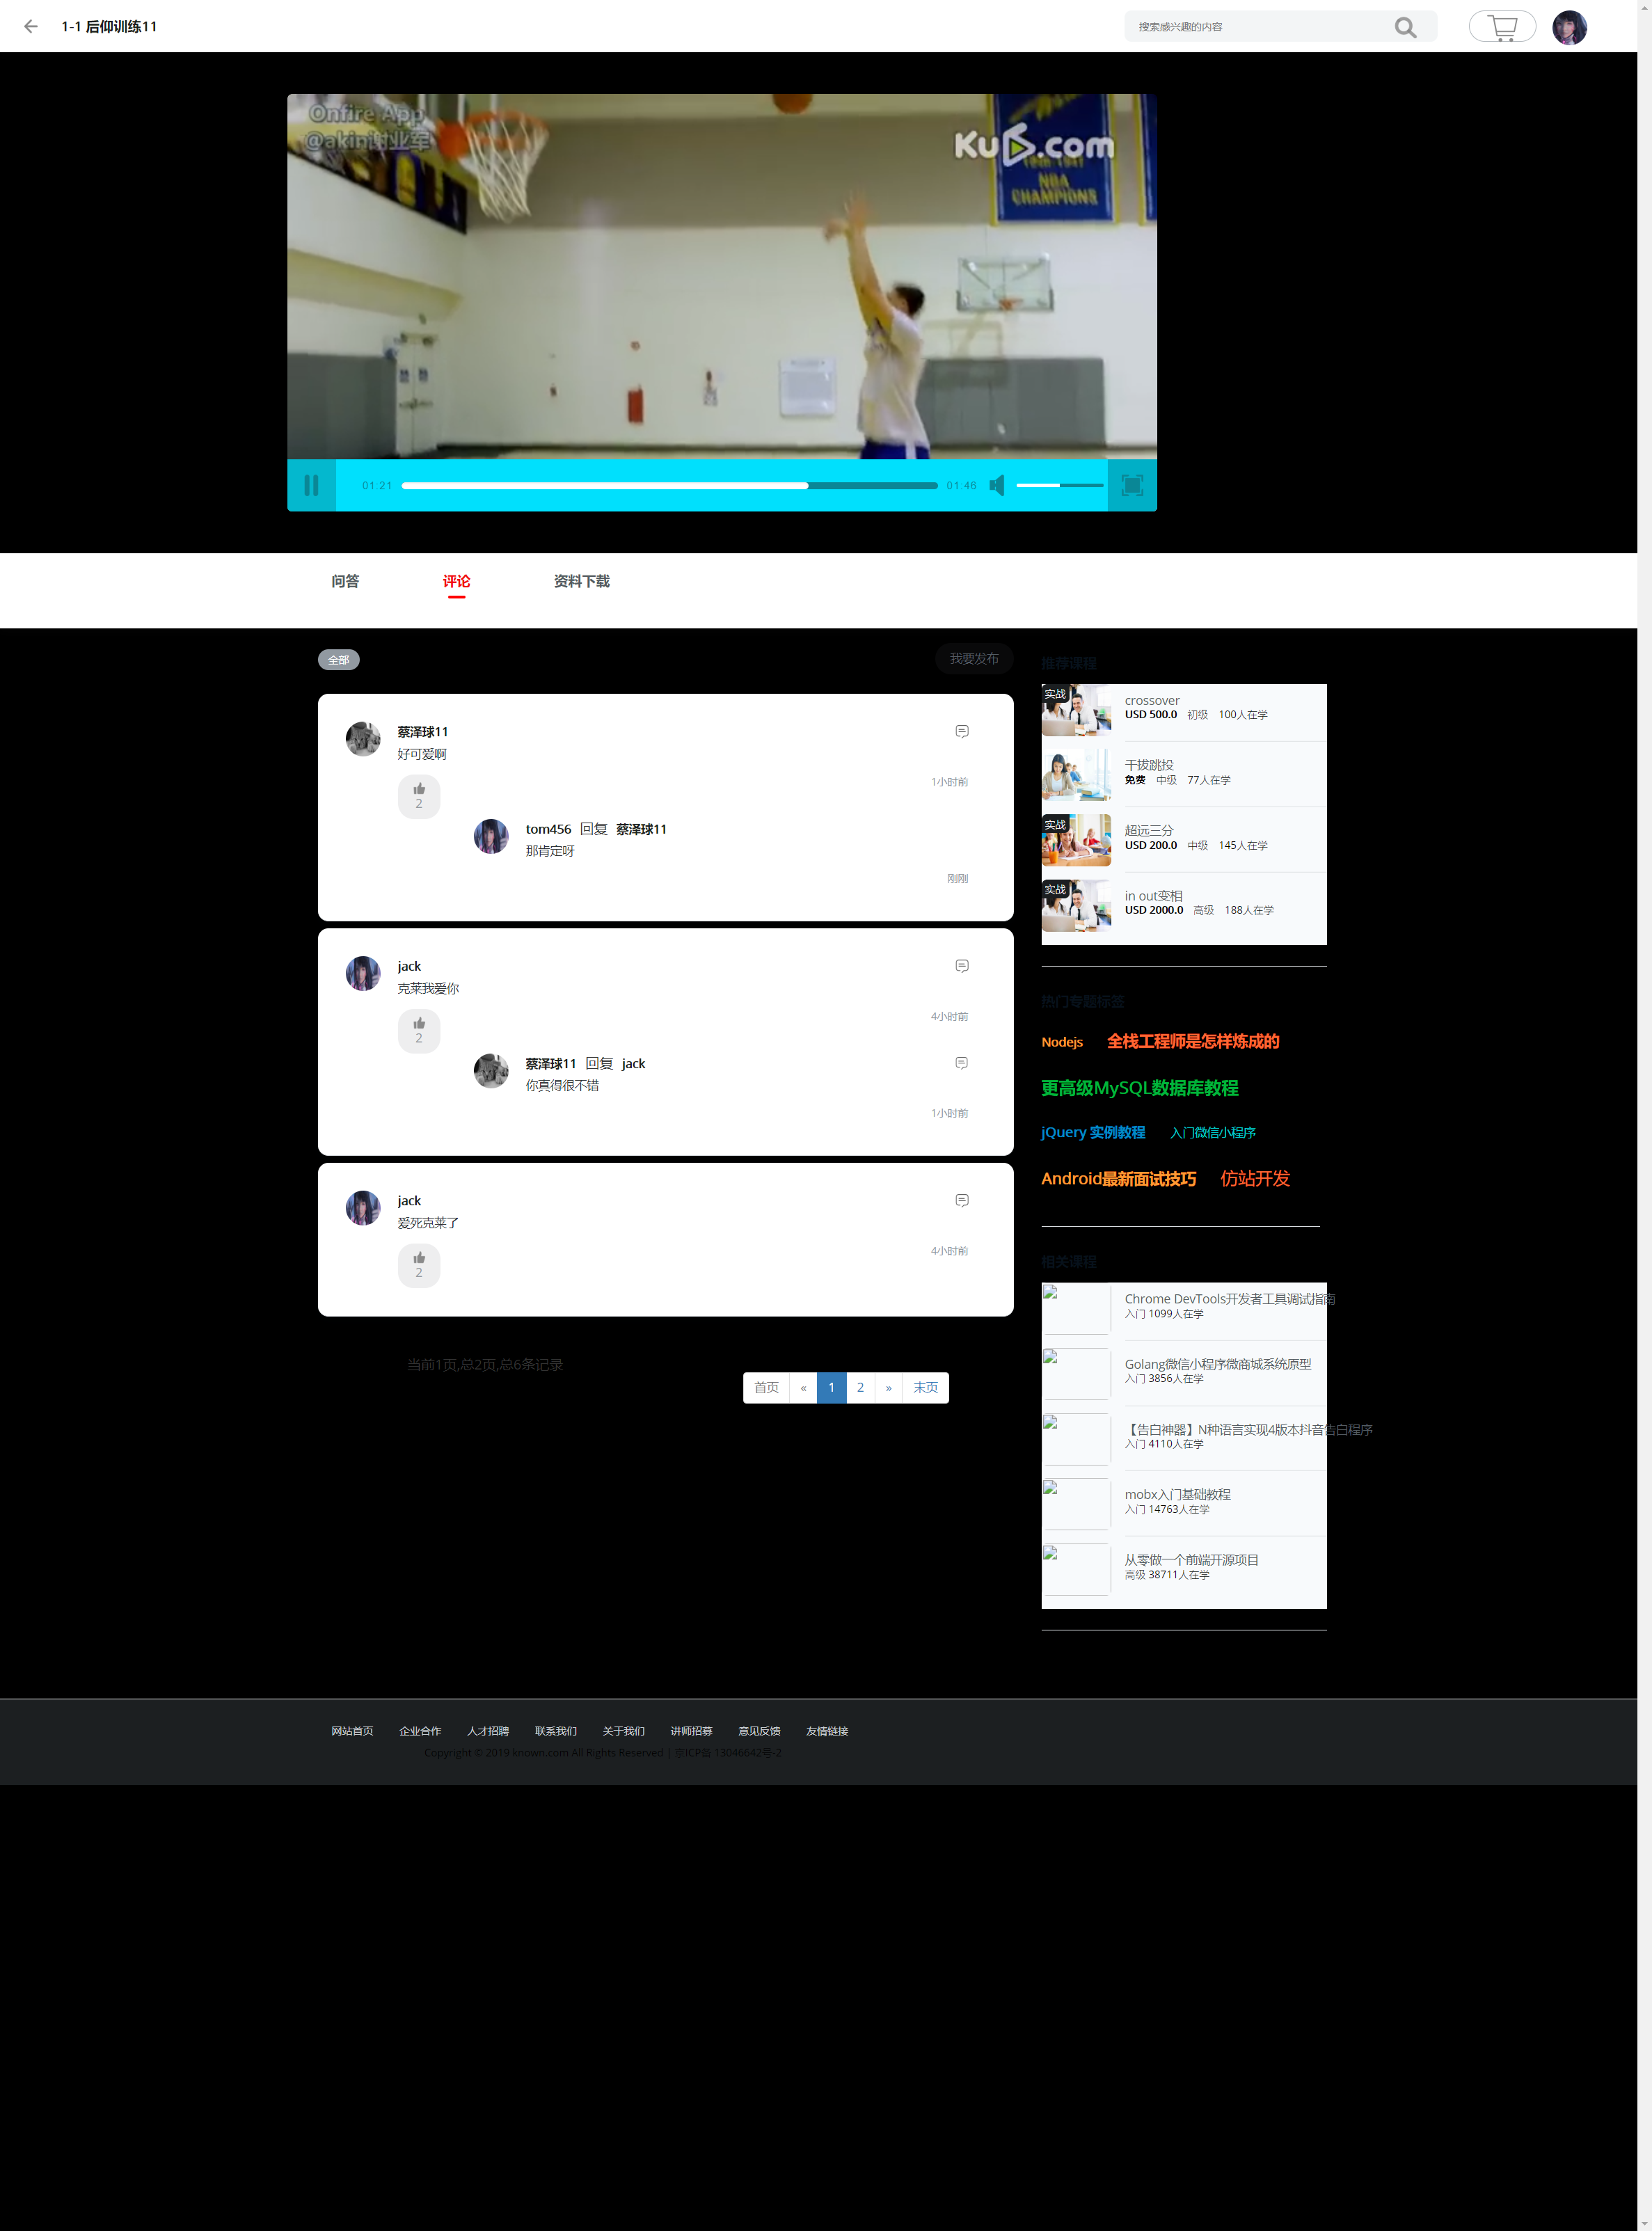 1-1 后仰训练11
搜索感兴趣的内容
Onfire App
@akin谢业军
Ku6.com
NBA
CHAMPIONS
01:21
01:46
问答
评论
资料下载
全部
我要发布
蔡泽球11
好可爱啊
1小时前
2
tom456 回复 蔡泽球11
那肯定呀
刚刚
jack
克莱我爱你
4小时前
2
蔡泽球11 回复 jack
你真得很不错
1小时前
jack
爱死克莱了
4小时前
2
当前1页,总2页,总6条记录
首页 « 1 2 » 末页
推荐课程
实战
crossover
USD 500.0 初级 100人在学
干拔跳投
免费 中级 77人在学
实战
超远三分
USD 200.0 中级 145人在学
实战
in out变相
USD 2000.0 高级 188人在学
热门专题标签
Nodejs 全栈工程师是怎样炼成的
更高级MySQL数据库教程
jQuery 实例教程 入门微信小程序
Android最新面试技巧 仿站开发
相关课程
Chrome DevTools开发者工具调试指南
入门 1099人在学
Golang微信小程序微商城系统原型
入门 3856人在学
【告白神器】N种语言实现4版本抖音告白程序
入门 4110人在学
mobx入门基础教程
入门 14763人在学
从零做一个前端开源项目
高级 38711人在学
网站首页 企业合作 人才招聘 联系我们 关于我们 讲师招募 意见反馈 友情链接
Copyright © 2019 known.com All Rights Reserved | 京ICP备 13046642号-2